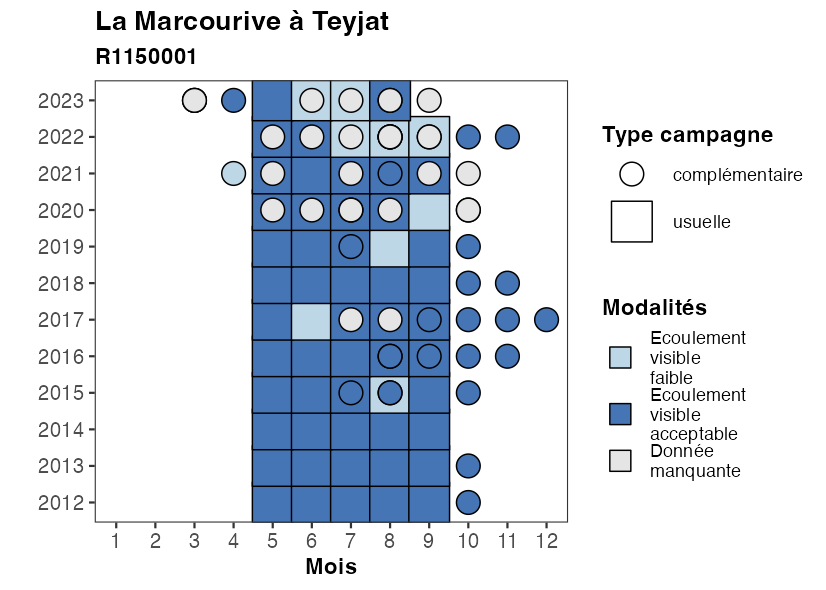 La Marcourive à Teyjat
R1150001
2023
2022
2021
2020
2019
2018
2017
2016
2015
2014
2013
2012
1 2 3 4 5 6 7 8 9 10 11 12
Mois
Type campagne
complémentaire
usuelle
Modalités
Ecoulement
visible
faible
Ecoulement
visible
acceptable
Donnée
manquante